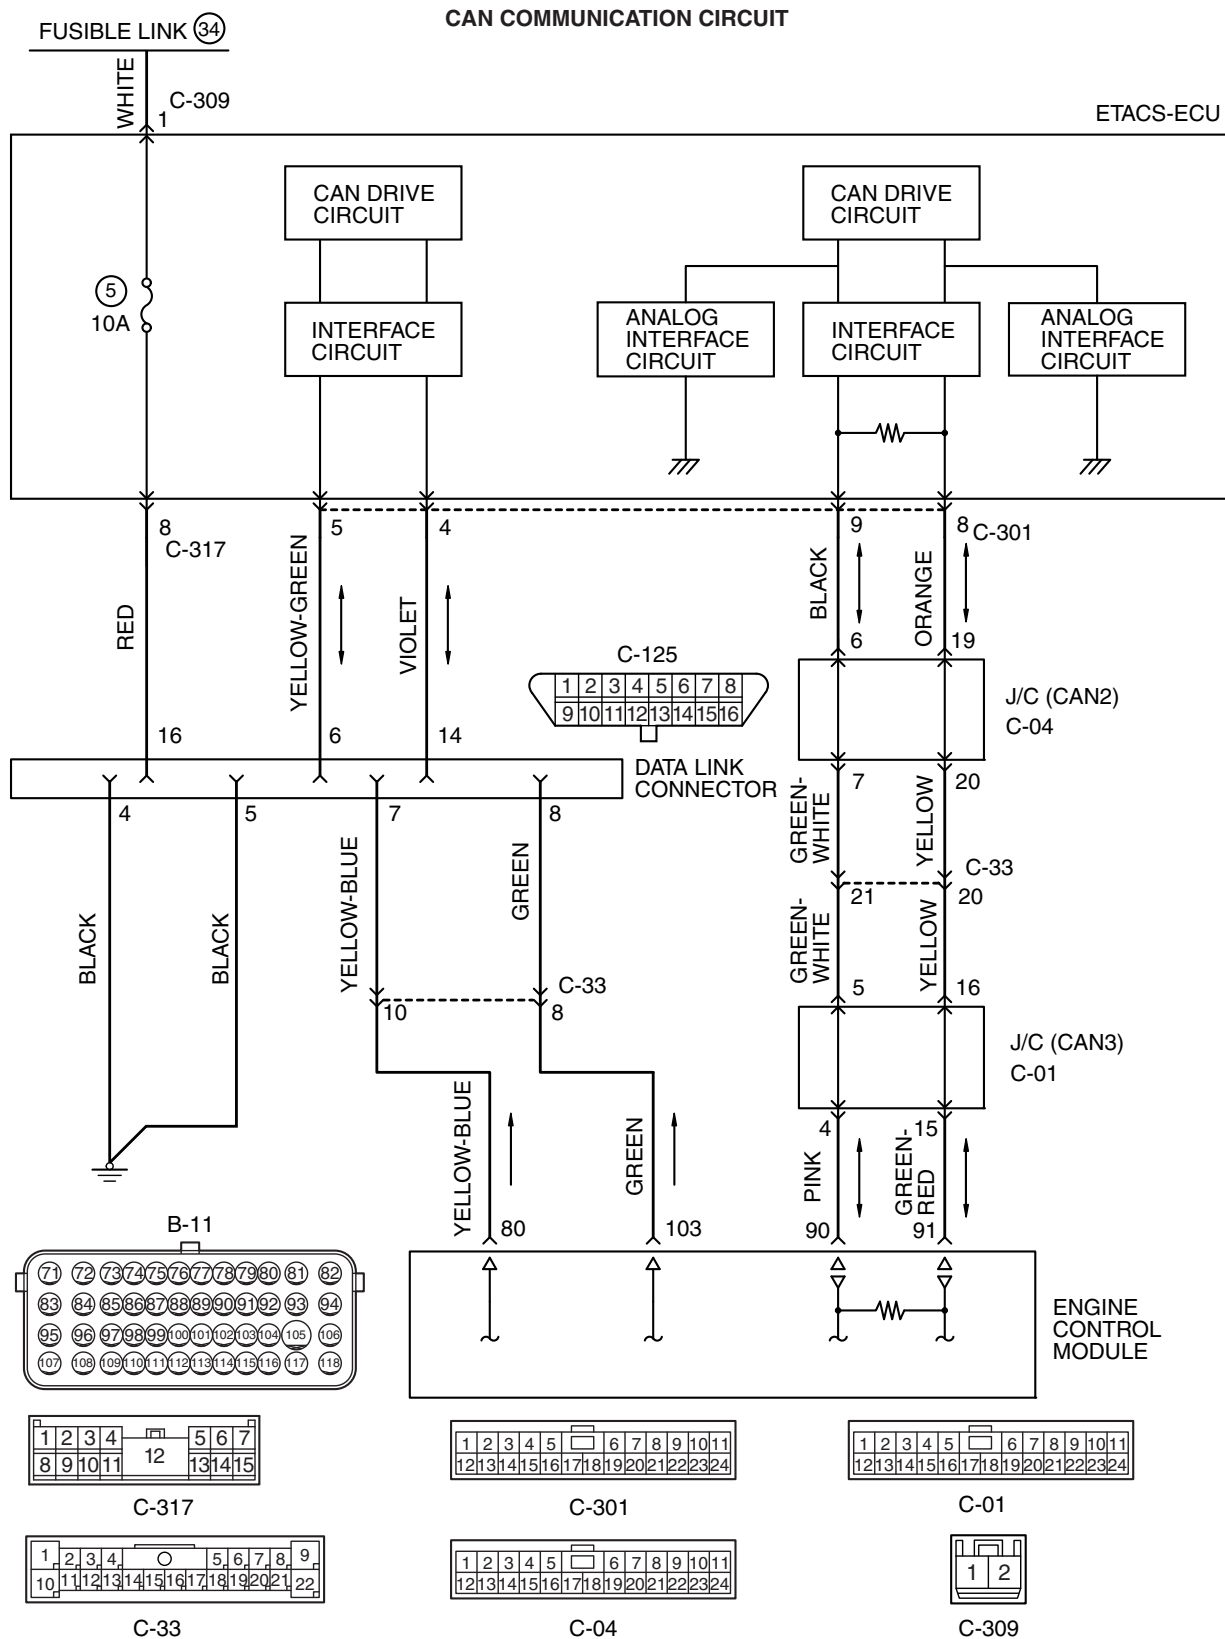 CAN COMMUNICATION CIRCUIT
FUSIBLE LINK 34
WHITE
C-309
1
ETACS-ECU
CAN DRIVE
CIRCUIT
CAN DRIVE
CIRCUIT
5
10A
INTERFACE
CIRCUIT
ANALOG
INTERFACE
CIRCUIT
INTERFACE
CIRCUIT
ANALOG
INTERFACE
CIRCUIT
8
C-317
5
4
9
8
C-301
RED
YELLOW-GREEN
VIOLET
BLACK
ORANGE
6
19
C-125
1 2 3 4 5 6 7 8
9 10 11 12 13 14 15 16
J/C (CAN2)
C-04
16
6
14
DATA LINK
CONNECTOR
7
20
4
5
7
8
GREEN-
WHITE
YELLOW
C-33
21
20
BLACK
BLACK
YELLOW-BLUE
GREEN
GREEN-
WHITE
YELLOW
C-33
10
8
5
16
J/C (CAN3)
C-01
4
15
YELLOW-BLUE
GREEN
PINK
GREEN-
RED
80
103
90
91
B-11
71 72 73 74 75 76 77 78 79 80 81 82
83 84 85 86 87 88 89 90 91 92 93 94
95 96 97 98 99 100 101 102 103 104 105 106
107 108 109 110 111 112 113 114 115 116 117 118
ENGINE
CONTROL
MODULE
1 2 3 4 5 6 7
8 9 10 11 12 13 14 15
C-317
1 2 3 4 5 6 7 8 9 10 11
12 13 14 15 16 17 18 19 20 21 22 23 24
C-301
1 2 3 4 5 6 7 8 9 10 11
12 13 14 15 16 17 18 19 20 21 22 23 24
C-01
1 2 3 4 5 6 7 8 9
10 11 12 13 14 15 16 17 18 19 20 21 22
C-33
1 2 3 4 5 6 7 8 9 10 11
12 13 14 15 16 17 18 19 20 21 22 23 24
C-04
1 2
C-309